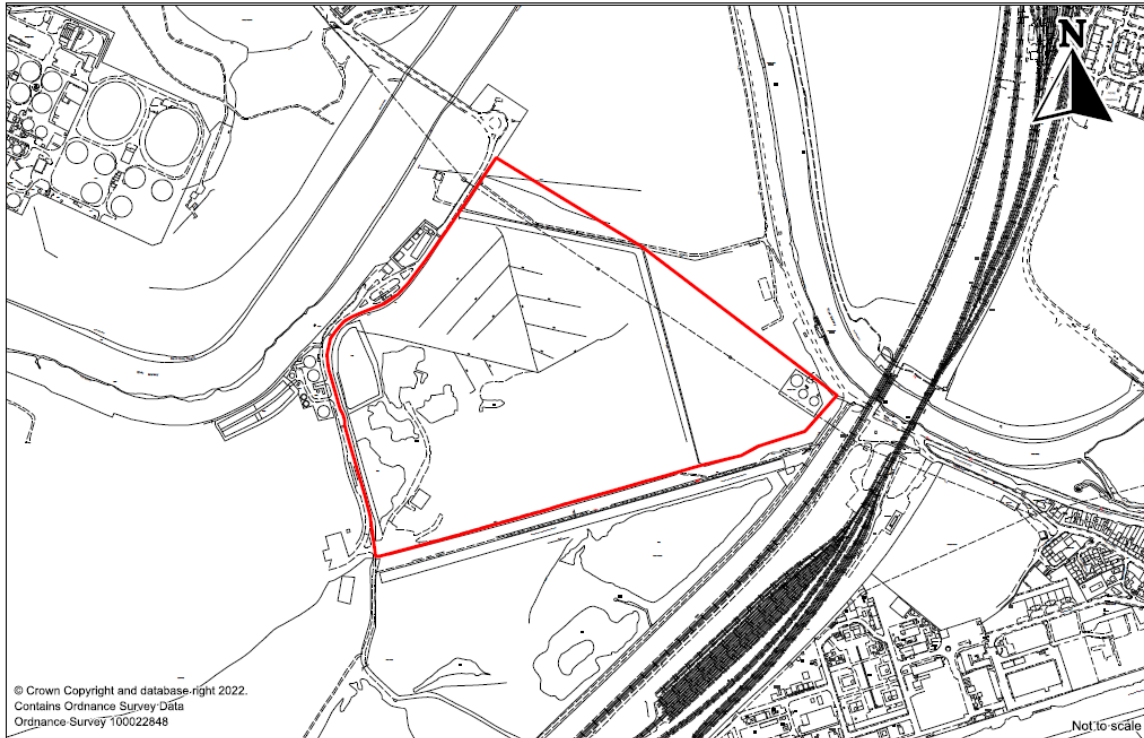 N
© Crown Copyright and database right 2022.
Contains Ordnance Survey Data
Ordnance Survey 100022848
Not to scale